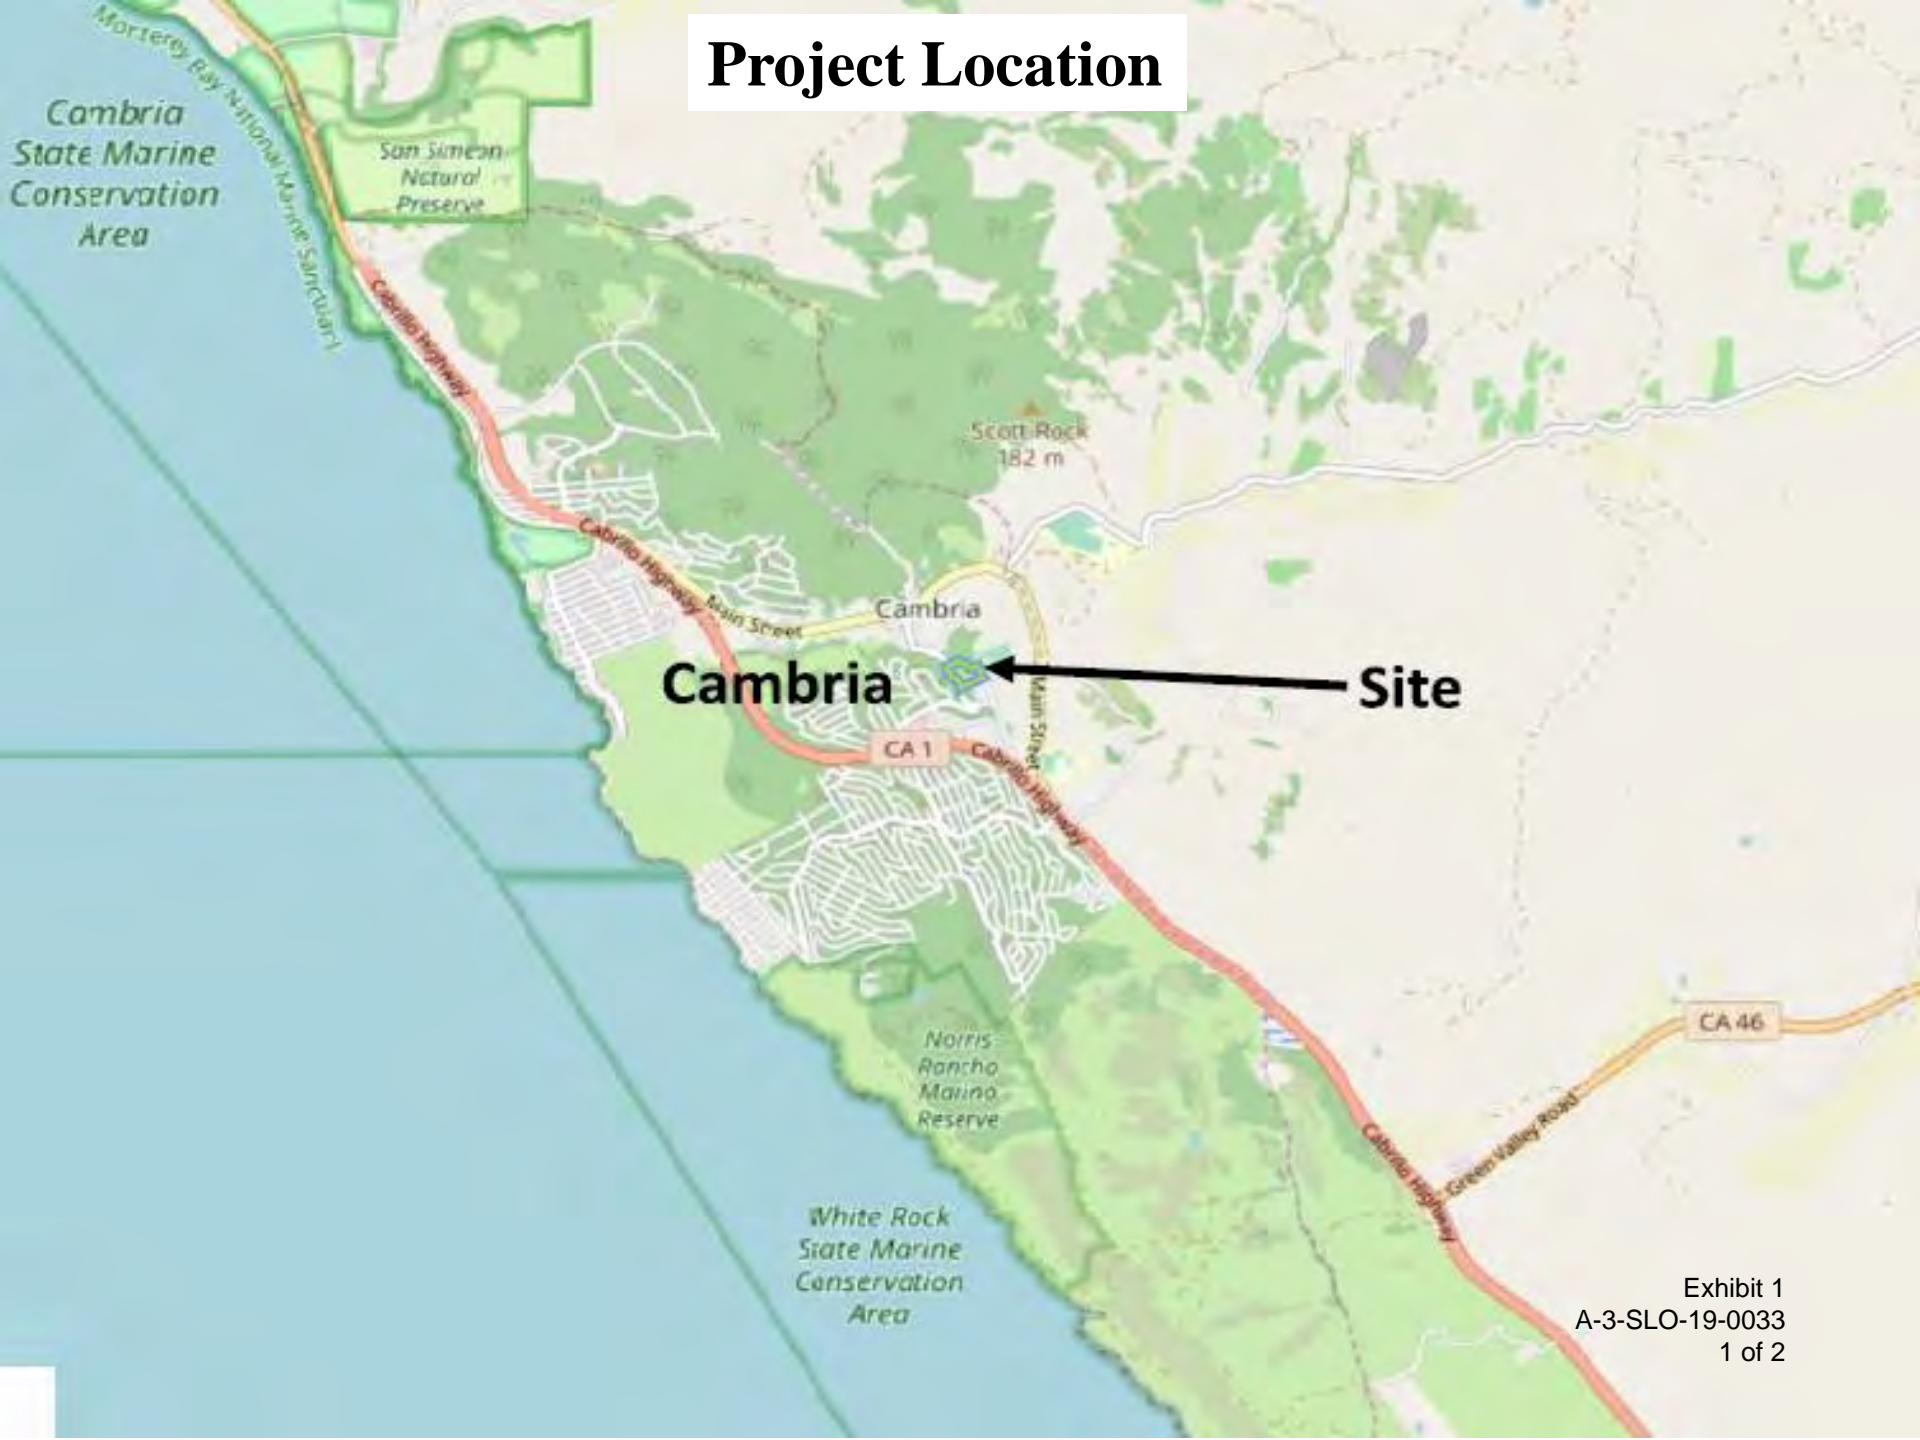 Project Location
Monterey Bay National Marine Sanctuary
Cambria
State Marine
Conservation
Area
San Simeon
Natural
Preserve
Cabrillo Highway
Scott Rock
182 m
Cabrillo Highway
Main Street
Cambria
Cambria
Site
Main Street
CA 1
Cabrillo Highway
CA 46
Norris
Rancho
Marino
Reserve
Green Valley Road
Cabrillo Highway
White Rock
State Marine
Conservation
Area
Exhibit 1
A-3-SLO-19-0033
1 of 2